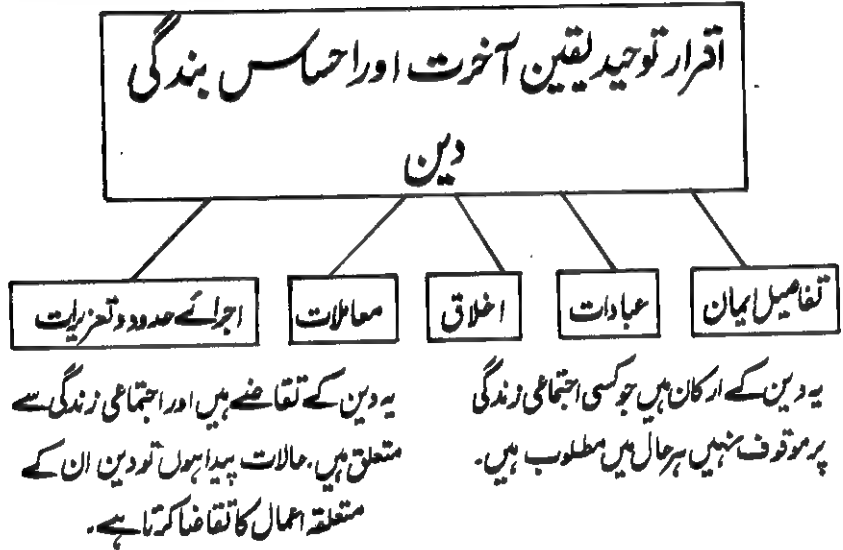 اقرار توحید یقین آخرت اور احساس بندگی
دین
تفاصیل ایمان
عبادات
اخلاق
معاملات
اجرائے حدود و تعزیرات
یہ دین کے ارکان ہیں جو کسی اجتماعی زندگی
پر موقوف نہیں ہر حال میں مطلوب ہیں۔
یہ دین کے تقاضے ہیں اور اجتماعی زندگی سے
متعلق ہیں۔ حالات پیدا ہوں تو دین ان کے
متعلقہ اعمال کا تقاضا کرتا ہے۔